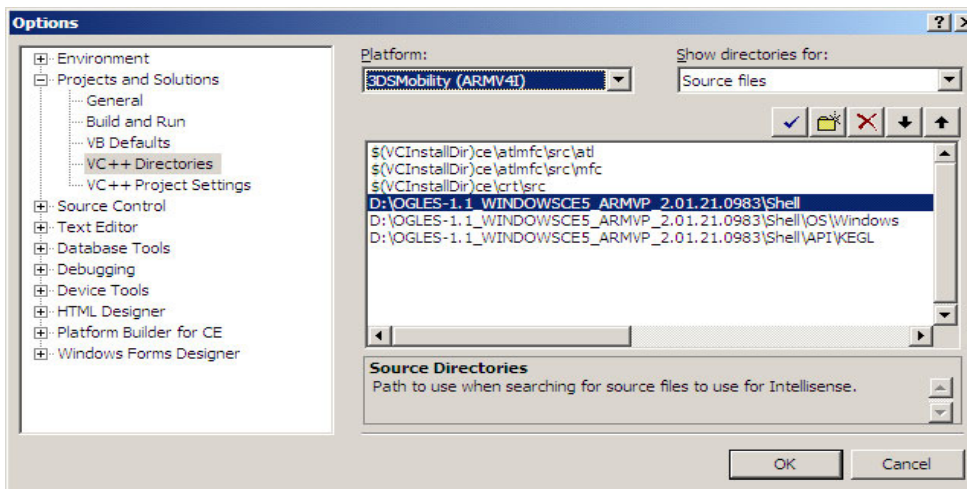 Options
Environment
Projects and Solutions
General
Build and Run
VB Defaults
VC++ Directories
VC++ Project Settings
Source Control
Text Editor
Database Tools
Debugging
Device Tools
HTML Designer
Platform Builder for CE
Windows Forms Designer
Platform:
3DSMobility (ARMV4I)
Show directories for:
Source files
$(VCInstallDir)ce\atlmfc\src\atl
$(VCInstallDir)ce\atlmfc\src\mfc
$(VCInstallDir)ce\crt\src
D:\OGLES-1.1_WINDOWSCE5_ARMVP_2.01.21.0983\Shell
D:\OGLES-1.1_WINDOWSCE5_ARMVP_2.01.21.0983\Shell\OS\Windows
D:\OGLES-1.1_WINDOWSCE5_ARMVP_2.01.21.0983\Shell\API\KEGL
Source Directories
Path to use when searching for source files to use for Intellisense.
OK
Cancel